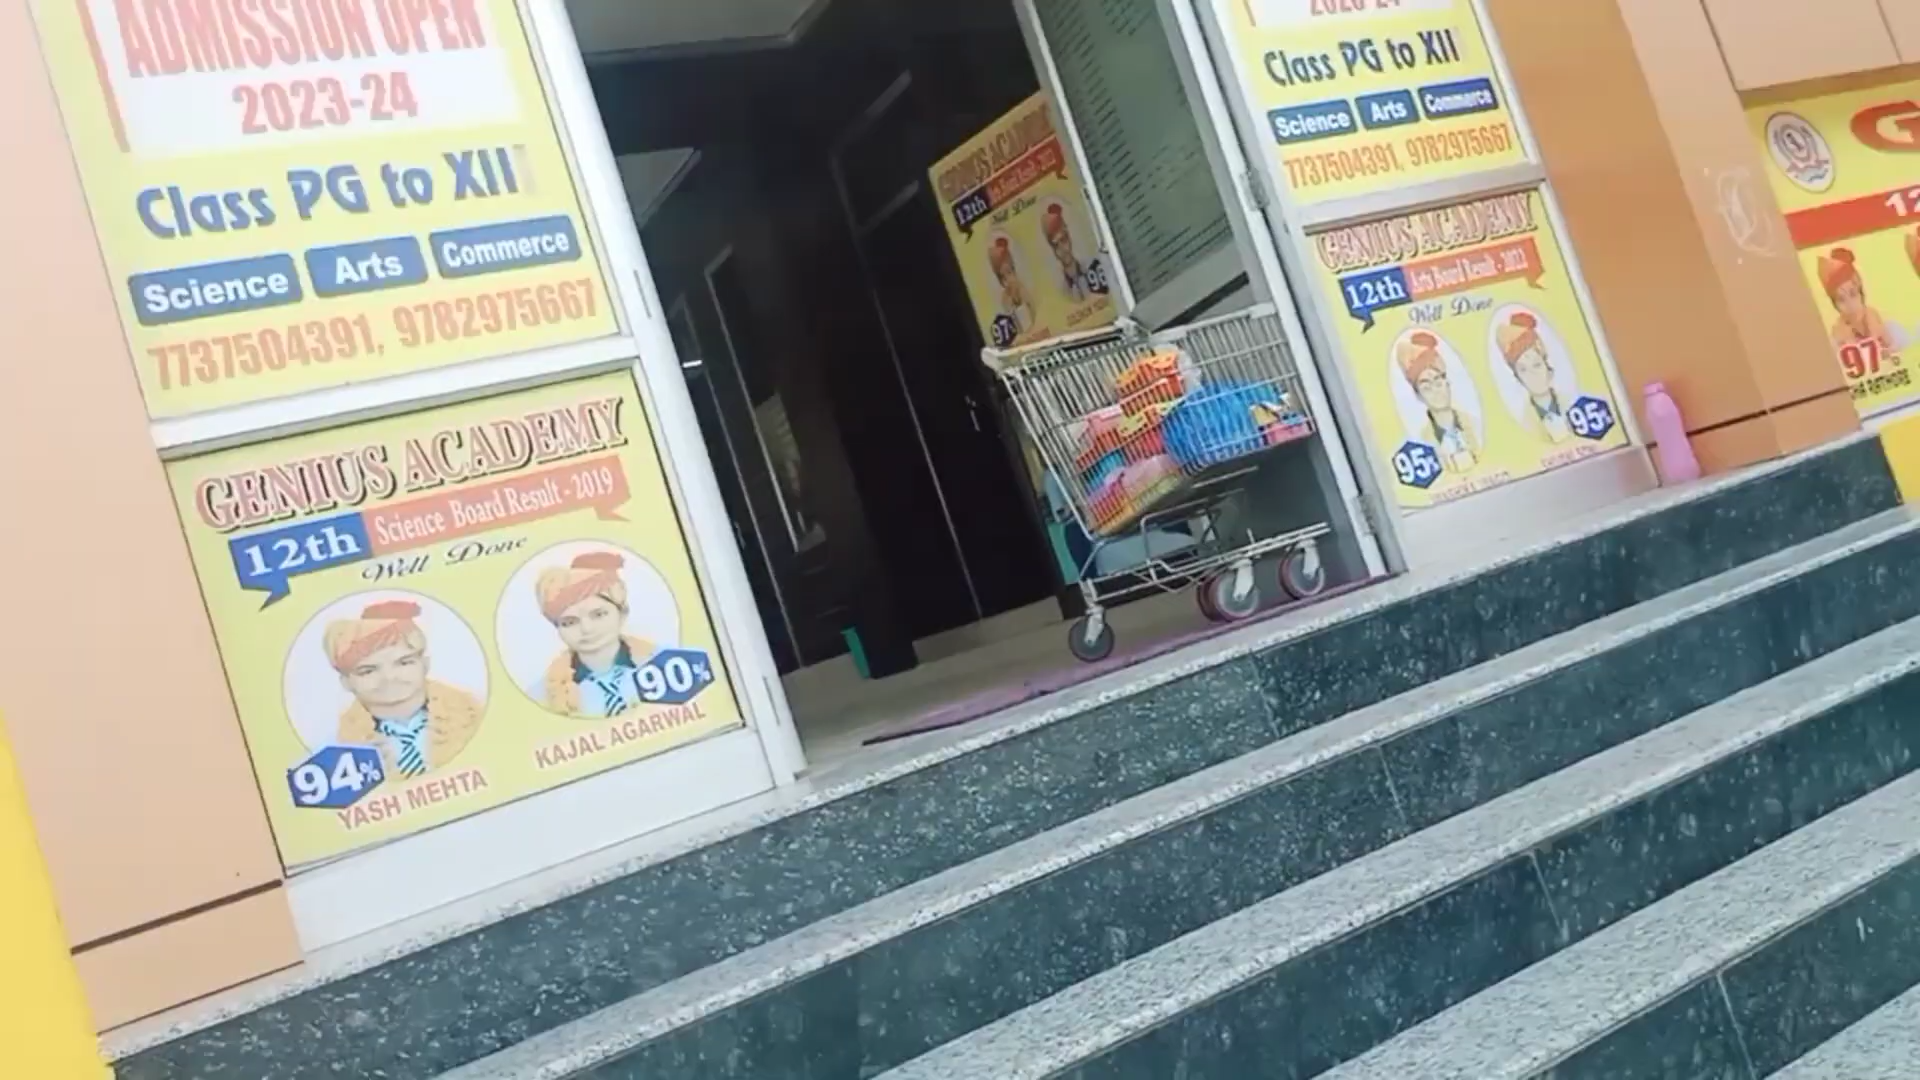 ADMISSION OPEN
2023-24
Class PG to XII
Science Arts Commerce
7737504391, 9782975667
GENIUS ACADEMY
12th Science Board Result - 2019
Well Done
94%
YASH MEHTA
90%
KAJAL AGARWAL
GENIUS ACADEMY
12th
Well Done
97%
Class PG to XII
Science Arts Commerce
7737504391, 9782975667
GENIUS ACADEMY
12th Arts Board Result - 2022
Well Done
95%
95%
G
12
97%